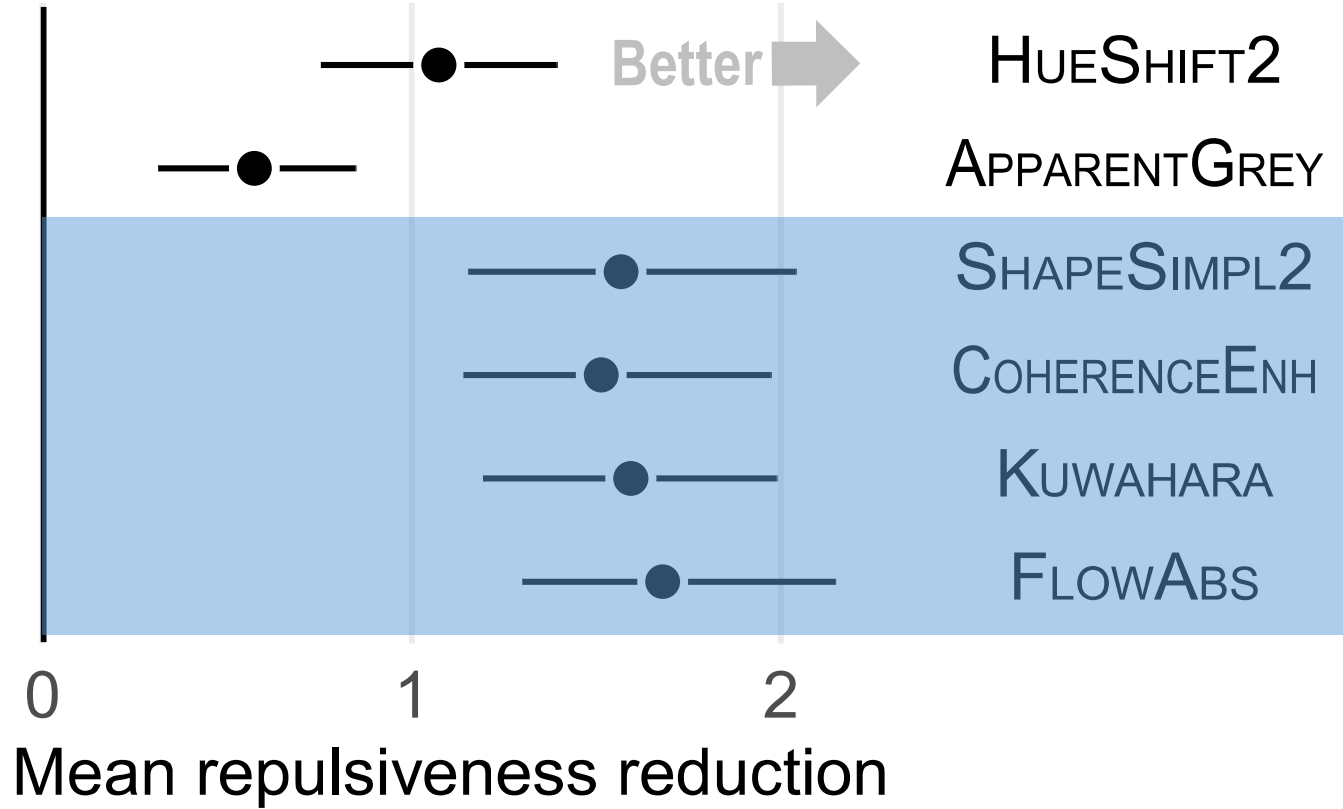 Better
HUESHIFT2
APPARENTGREY
SHAPESIMPL2
COHERENCEENH
KUWAHARA
FLOWABS
0 1 2
Mean repulsiveness reduction